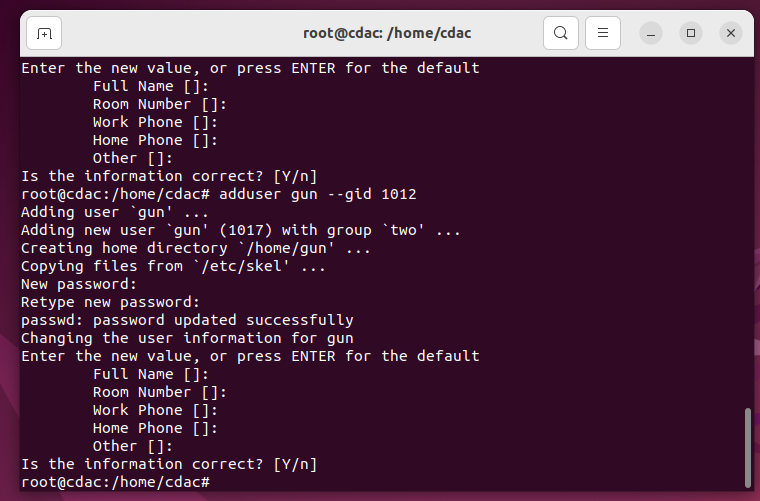 root@cdac: /home/cdac
Enter the new value, or press ENTER for the default
        Full Name []:
        Room Number []:
        Work Phone []:
        Home Phone []:
        Other []:
Is the information correct? [Y/n]
root@cdac:/home/cdac# adduser gun --gid 1012
Adding user `gun' ...
Adding new user `gun' (1017) with group `two' ...
Creating home directory `/home/gun' ...
Copying files from `/etc/skel' ...
New password:
Retype new password:
passwd: password updated successfully
Changing the user information for gun
Enter the new value, or press ENTER for the default
        Full Name []:
        Room Number []:
        Work Phone []:
        Home Phone []:
        Other []:
Is the information correct? [Y/n]
root@cdac:/home/cdac#